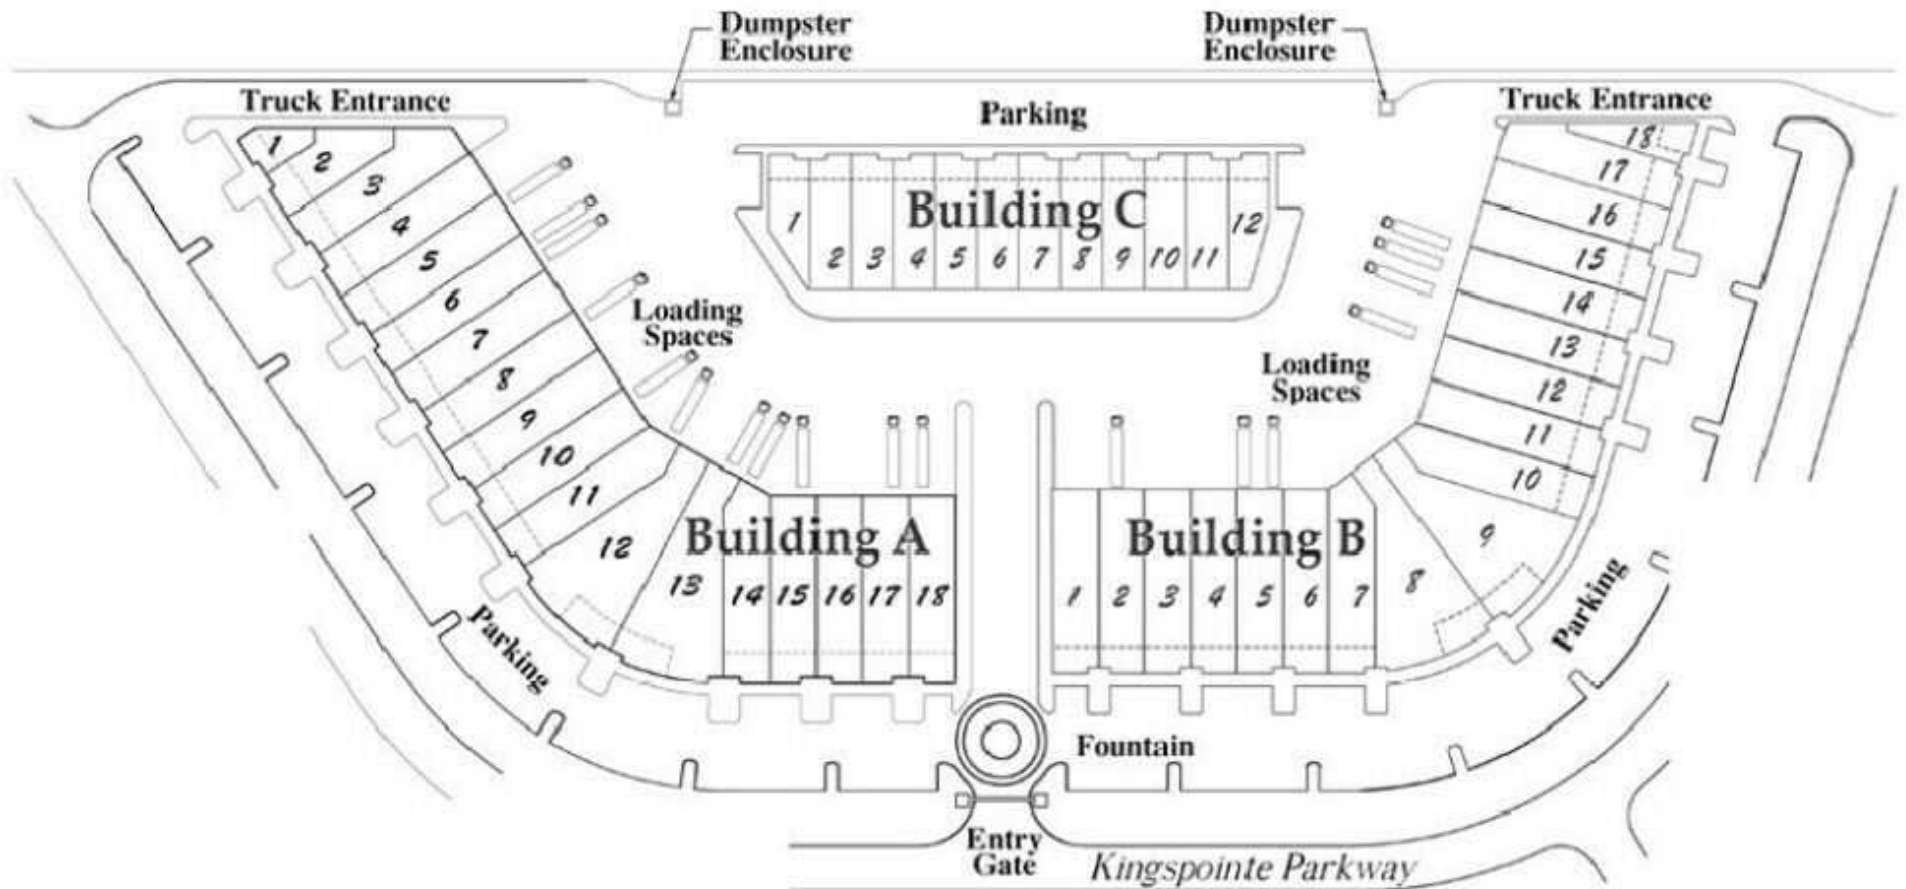 Dumpster
Enclosure
Dumpster
Enclosure
Truck Entrance
Parking
Truck Entrance
1
2
3
4
5
6
7
8
9
10
11
12
13
14
15
16
17
18
Building A
Loading
Spaces
Building C
1
2
3
4
5
6
7
8
9
10
11
12
Loading
Spaces
18
17
16
15
14
13
12
11
10
9
8
Building B
1
2
3
4
5
6
7
Parking
Parking
Fountain
Entry
Gate
Kingspointe Parkway